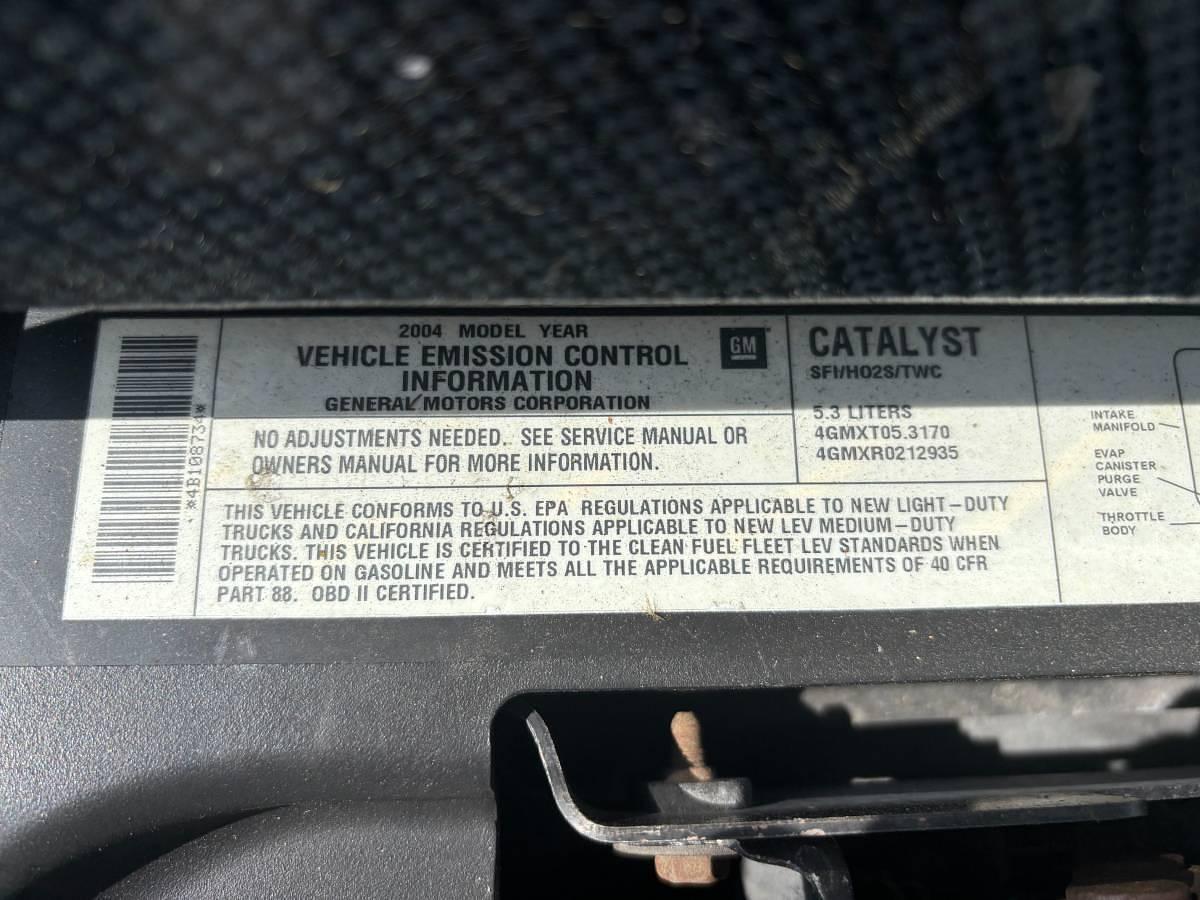 *4B108734*
2004 MODEL YEAR
VEHICLE EMISSION CONTROL
INFORMATION
GENERAL MOTORS CORPORATION
GM
NO ADJUSTMENTS NEEDED. SEE SERVICE MANUAL OR
OWNERS MANUAL FOR MORE INFORMATION.
CATALYST
SFI/HO2S/TWC
5.3 LITERS
4GMXT05.3170
4GMXR0212935
THIS VEHICLE CONFORMS TO U.S. EPA REGULATIONS APPLICABLE TO NEW LIGHT-DUTY
TRUCKS AND CALIFORNIA REGULATIONS APPLICABLE TO NEW LEV MEDIUM-DUTY
TRUCKS. THIS VEHICLE IS CERTIFIED TO THE CLEAN FUEL FLEET LEV STANDARDS WHEN
OPERATED ON GASOLINE AND MEETS ALL THE APPLICABLE REQUIREMENTS OF 40 CFR
PART 88. OBD II CERTIFIED.
INTAKE
MANIFOLD
EVAP
CANISTER
PURGE
VALVE
THROTTLE
BODY